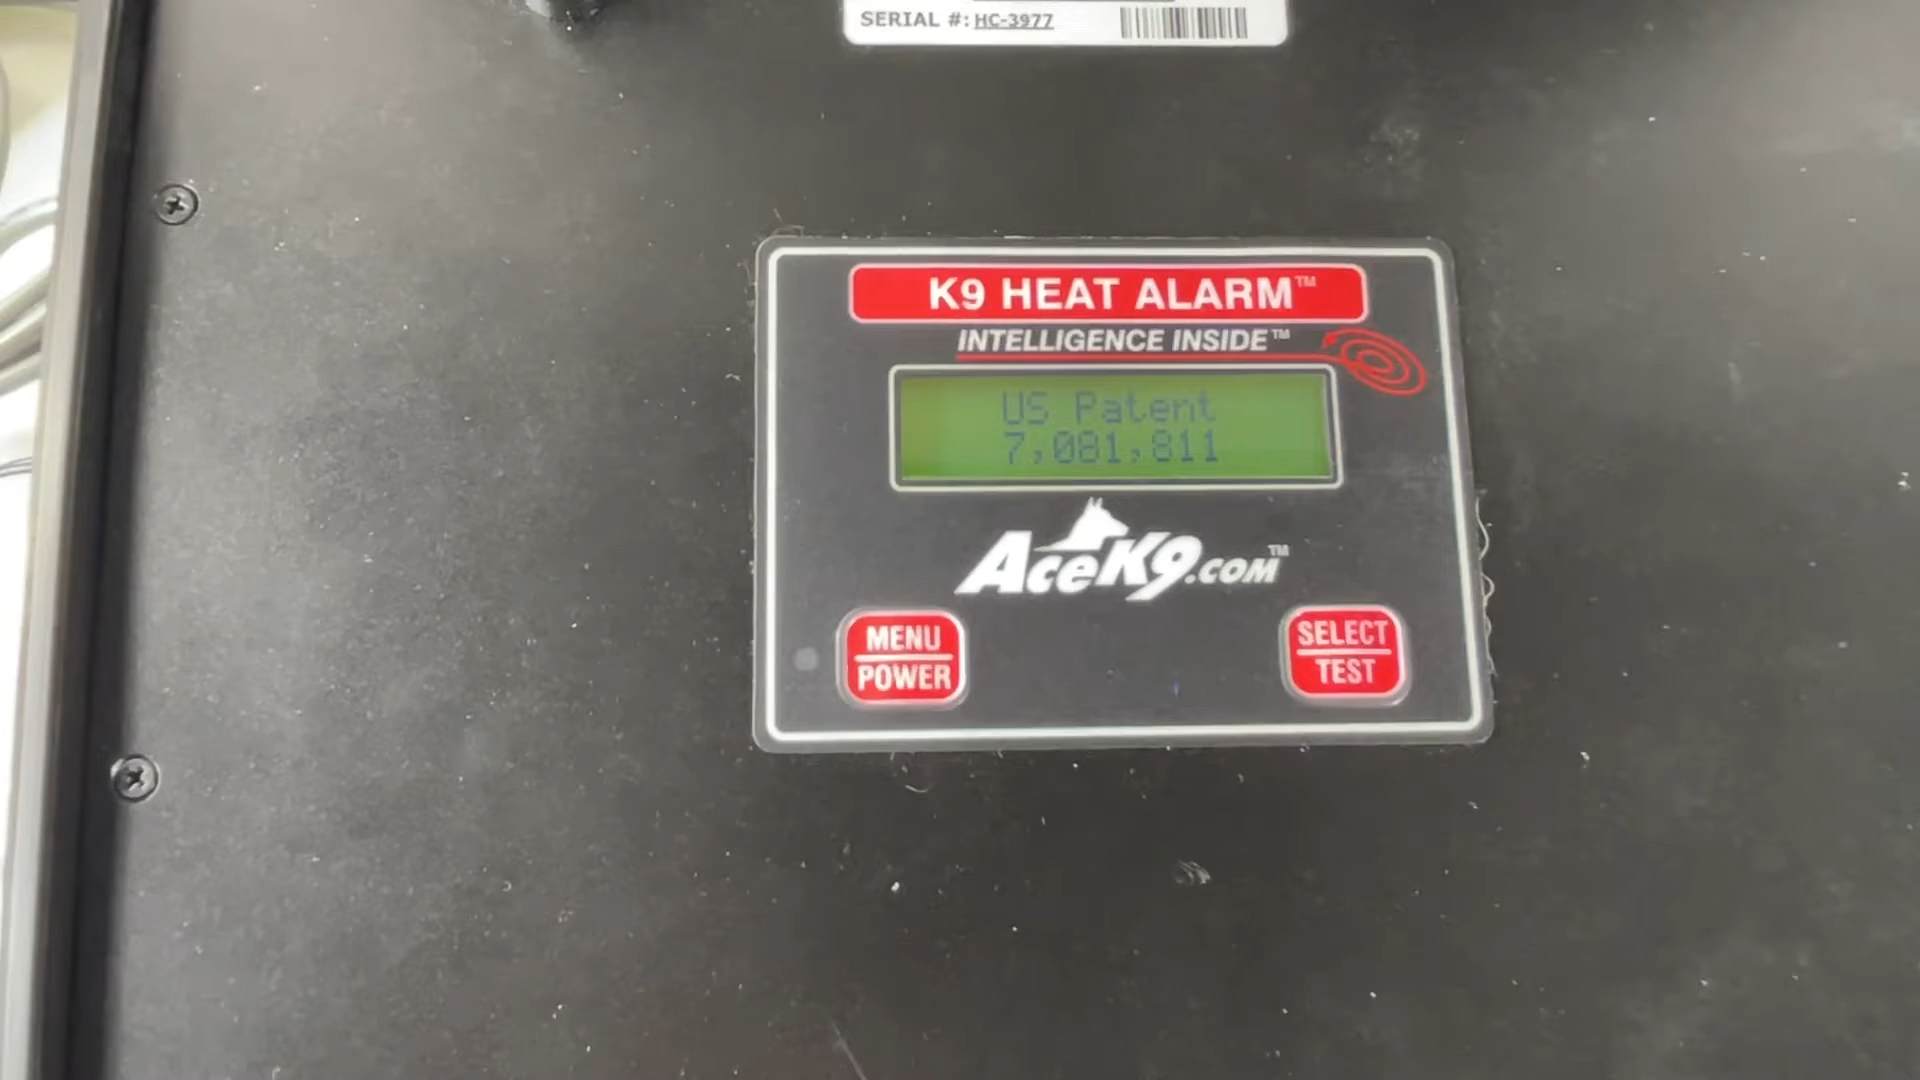 SERIAL #: HC-3977
K9 HEAT ALARM™
INTELLIGENCE INSIDE™
US Patent
7,081,811
AceK9.com™
MENU
POWER
SELECT
TEST